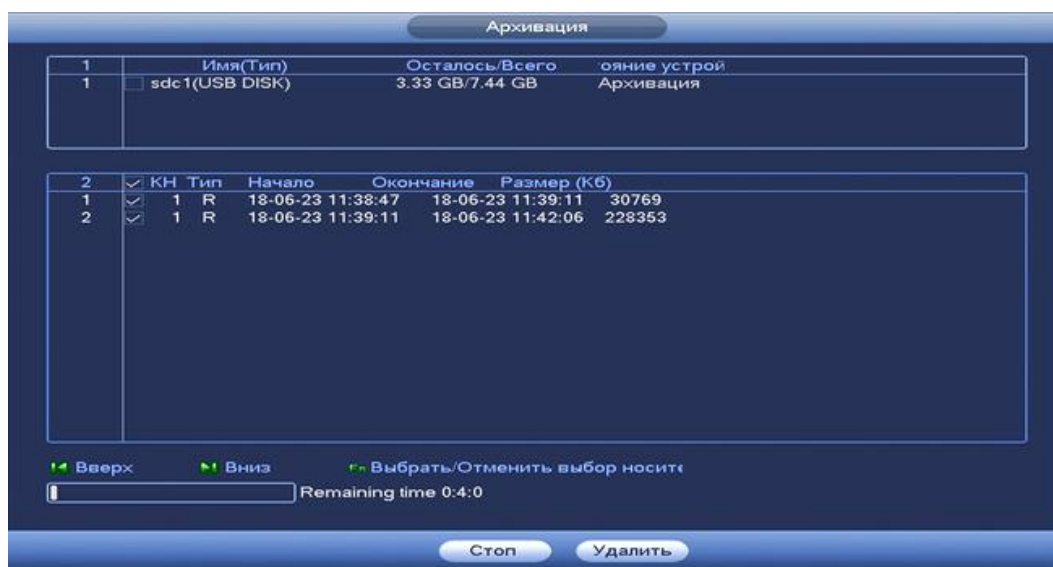 Архивация
1 Имя(Тип) Осталось/Всего ояние устрой
1 sdc1(USB DISK) 3.33 GB/7.44 GB Архивация
2 КН Тип Начало Окончание Размер (Кб)
1 1 R 18-06-23 11:38:47 18-06-23 11:39:11 30769
2 1 R 18-06-23 11:39:11 18-06-23 11:42:06 228353
Вверх Вниз Fn Выбрать/Отменить выбор носите
Remaining time 0:4:0
Стоп Удалить